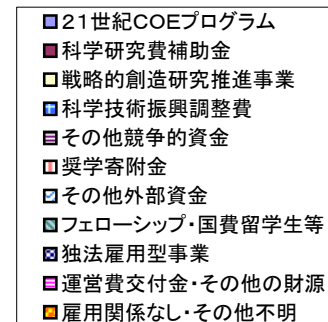 21世紀COEプログラム
科学研究費補助金
戦略的創造研究推進事業
科学技術振興調整費
その他競争的資金
奨学寄附金
その他外部資金
フェローシップ・国費留学生等
独法雇用型事業
運営費交付金・その他の財源
雇用関係なし・その他不明